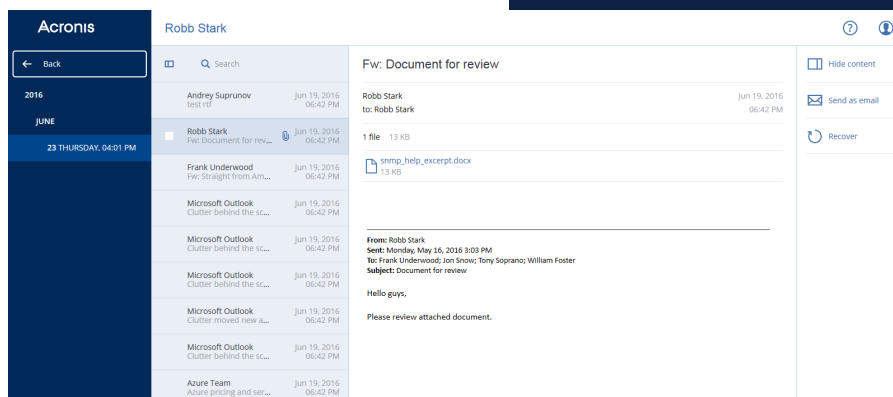 Acronis
Robb Stark
Back
2016
JUNE
23 THURSDAY, 04:01 PM
Search
Andrey Suprunov Jun 19, 2016
test rtf 06:42 PM
Robb Stark Jun 19, 2016
Fw: Document for rev... 06:42 PM
Frank Underwood Jun 19, 2016
Fw: Straight from Am... 06:42 PM
Microsoft Outlook Jun 19, 2016
Clutter behind the sc... 06:42 PM
Microsoft Outlook Jun 19, 2016
Clutter behind the sc... 06:42 PM
Microsoft Outlook Jun 19, 2016
Clutter behind the sc... 06:42 PM
Microsoft Outlook Jun 19, 2016
Clutter moved new a... 06:42 PM
Microsoft Outlook Jun 19, 2016
Clutter behind the sc... 06:42 PM
Azure Team Jun 19, 2016
Azure pricing and ser... 06:42 PM
Fw: Document for review
Robb Stark Jun 19, 2016
to: Robb Stark 06:42 PM
1 file 13 KB
snmp_help_excerpt.docx
13 KB
From: Robb Stark
Sent: Monday, May 16, 2016 3:03 PM
To: Frank Underwood; Jon Snow; Tony Soprano; William Foster
Subject: Document for review
Hello guys,
Please review attached document.
Hide content
Send as email
Recover